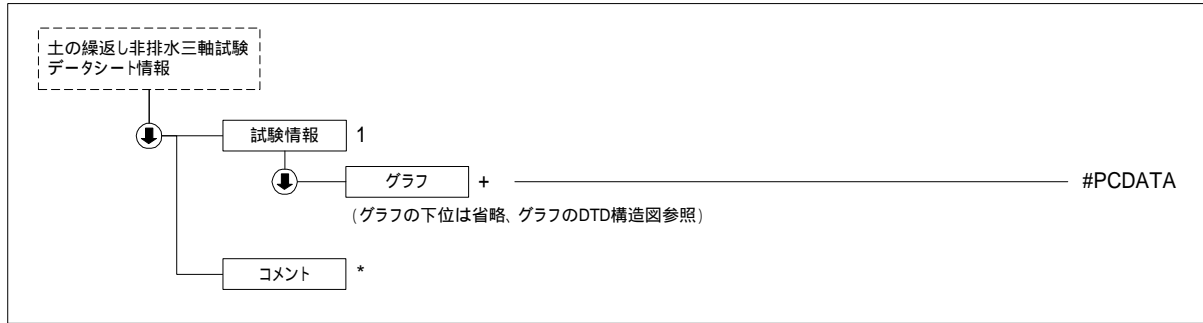 土の繰返し非排水三軸試験
データシート情報
試験情報 1
グラフ + #PCDATA
(グラフの下位は省略、グラフのDTD構造図参照)
コメント *